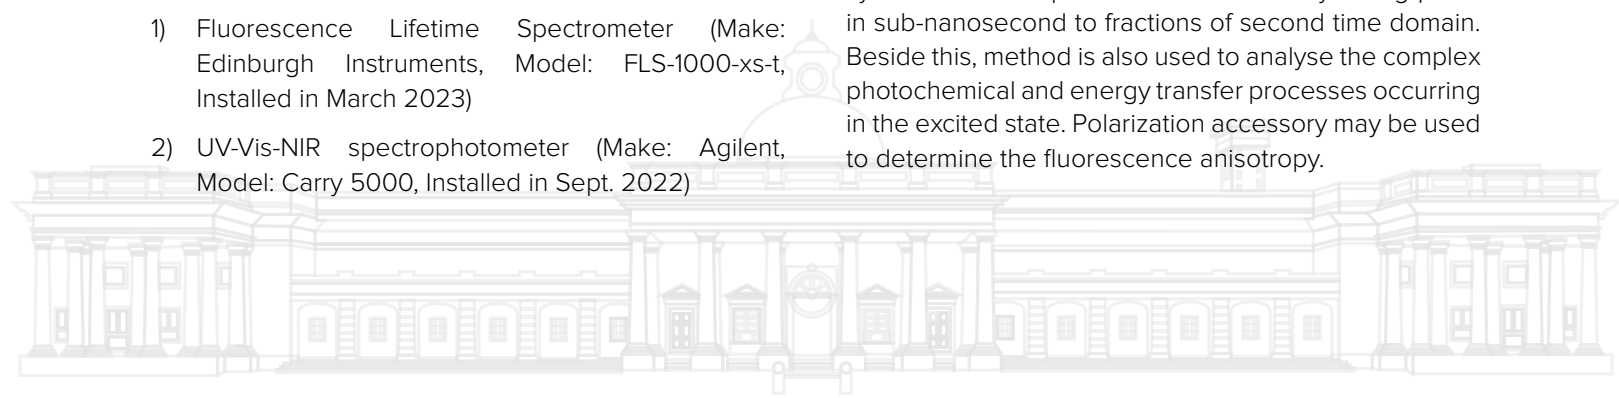 1) Fluorescence Lifetime Spectrometer (Make:
Edinburgh Instruments, Model: FLS-1000-xs-t,
Installed in March 2023)
2) UV-Vis-NIR spectrophotometer (Make: Agilent,
Model: Carry 5000, Installed in Sept. 2022)
in sub-nanosecond to fractions of second time domain.
Beside this, method is also used to analyse the complex
photochemical and energy transfer processes occurring
in the excited state. Polarization accessory may be used
to determine the fluorescence anisotropy.